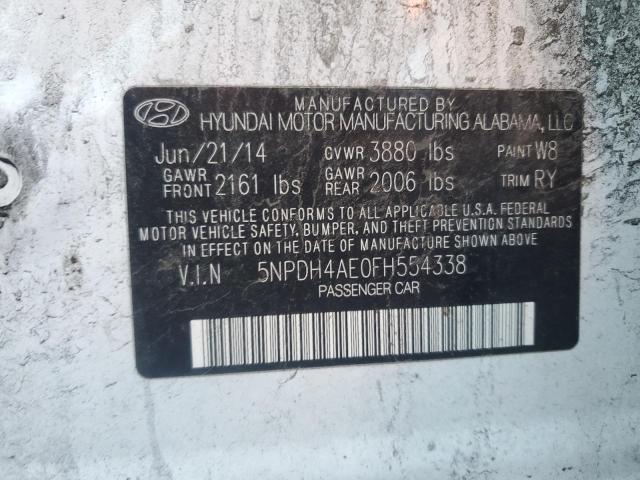 MANUFACTURED BY
HYUNDAI MOTOR MANUFACTURING ALABAMA, LLC
Jun/21/14 GVWR 3880 lbs PAINT W8
GAWR FRONT 2161 lbs GAWR REAR 2006 lbs TRIM RY
THIS VEHICLE CONFORMS TO ALL APPLICABLE U.S.A. FEDERAL
MOTOR VEHICLE SAFETY, BUMPER, AND THEFT PREVENTION STANDARDS
IN EFFECT ON THE DATE OF MANUFACTURE SHOWN ABOVE
V.I.N 5NPDH4AE0FH554338
PASSENGER CAR